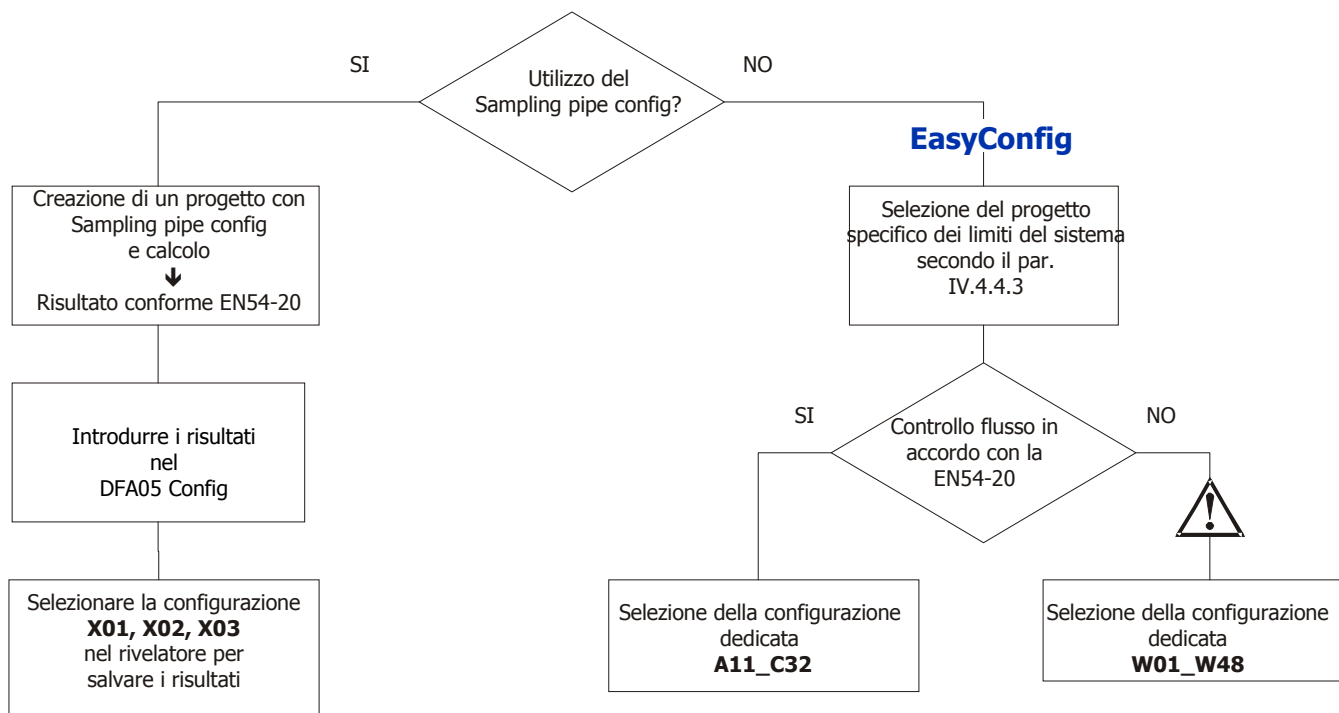 SI
NO
Utilizzo del
Sampling pipe config?
EasyConfig
Creazione di un progetto con
Sampling pipe config
e calcolo
↓
Risultato conforme EN54-20
Selezione del progetto
specifico dei limiti del sistema
secondo il par.
IV.4.4.3
Introdurre i risultati
nel
DFA05 Config
SI
NO
Controllo flusso in
accordo con la
EN54-20
!
Selezionare la configurazione
X01, X02, X03
nel rivelatore per
salvare i risultati
Selezione della configurazione
dedicata
A11_C32
Selezione della configurazione
dedicata
W01_W48